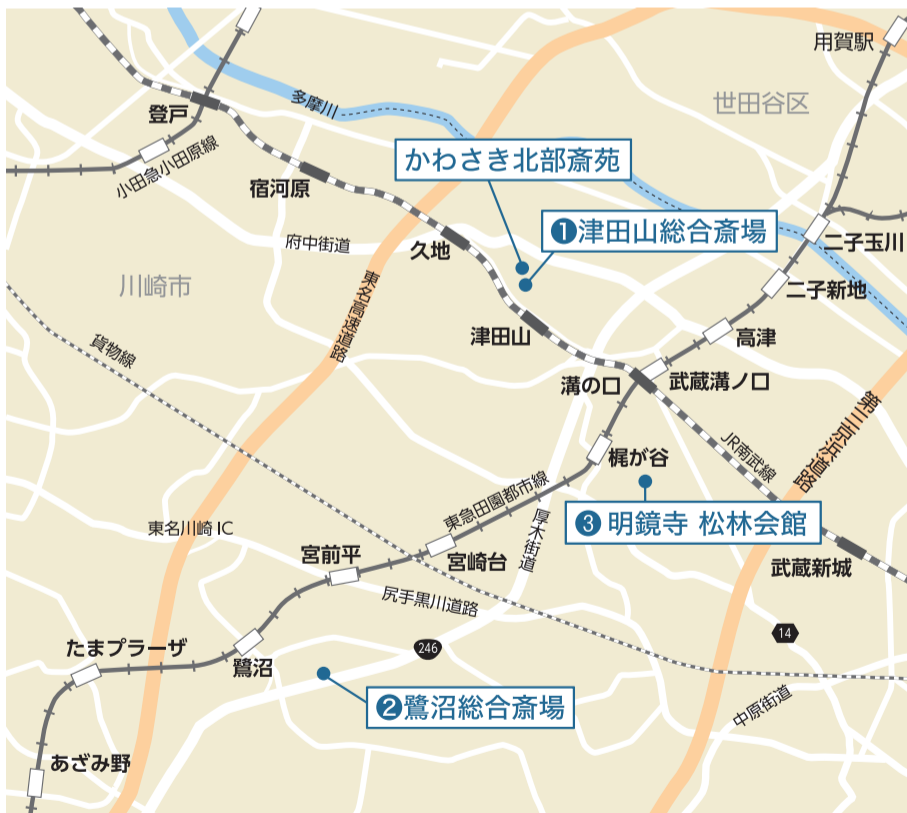 用賀駅
世田谷区
多摩川
登戸
小田急小田原線
かわさき北部斎苑
宿河原
❶津田山総合斎場
府中街道
久地
二子玉川
川崎市
二子新地
東名高速道路
津田山
高津
貨物線
溝の口
武蔵溝ノ口
第三京浜道路
JR南武線
梶が谷
東急田園都市線
厚木街道
❸ 明鏡寺 松林会館
東名川崎 IC
宮前平
宮崎台
武蔵新城
尻手黒川道路
14
たまプラーザ
246
鷺沼
❷鷺沼総合斎場
中原街道
あざみ野